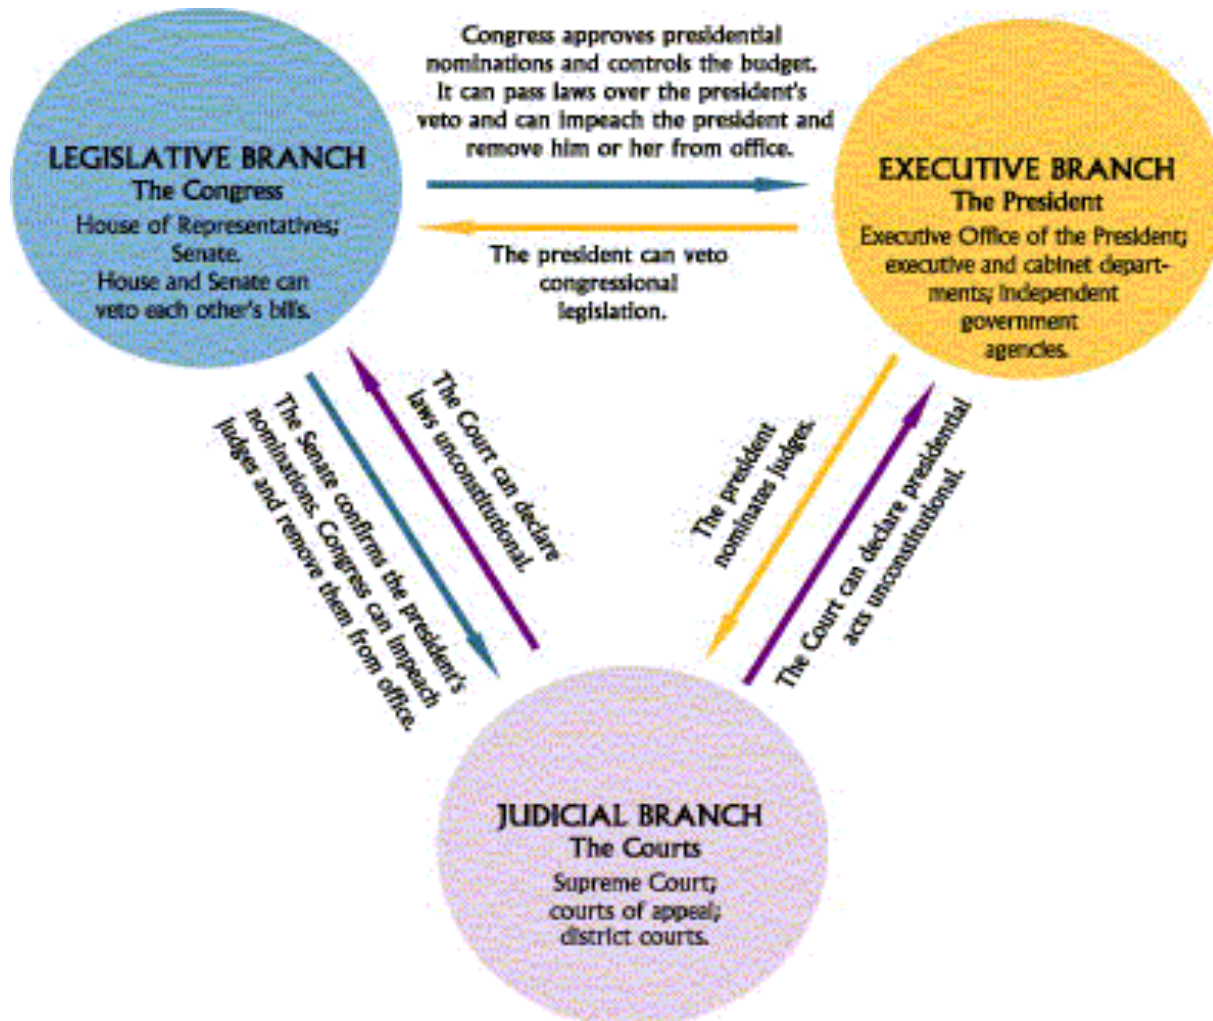 Congress approves presidential
nominations and controls the budget.
It can pass laws over the president's
veto and can impeach the president and
remove him or her from office.
LEGISLATIVE BRANCH
The Congress
House of Representatives;
Senate.
House and Senate can
veto each other's bills.
EXECUTIVE BRANCH
The President
Executive Office of the President;
executive and cabinet depart-
ments; independent
government
agencies.
The president can veto
congressional
legislation.
The Senate confirms the president's
nominations. Congress can impeach
judges and remove them from office.
The Court can declare
laws unconstitutional.
The president
nominates judges.
The Court can declare presidential
acts unconstitutional.
JUDICIAL BRANCH
The Courts
Supreme Court;
courts of appeal;
district courts.